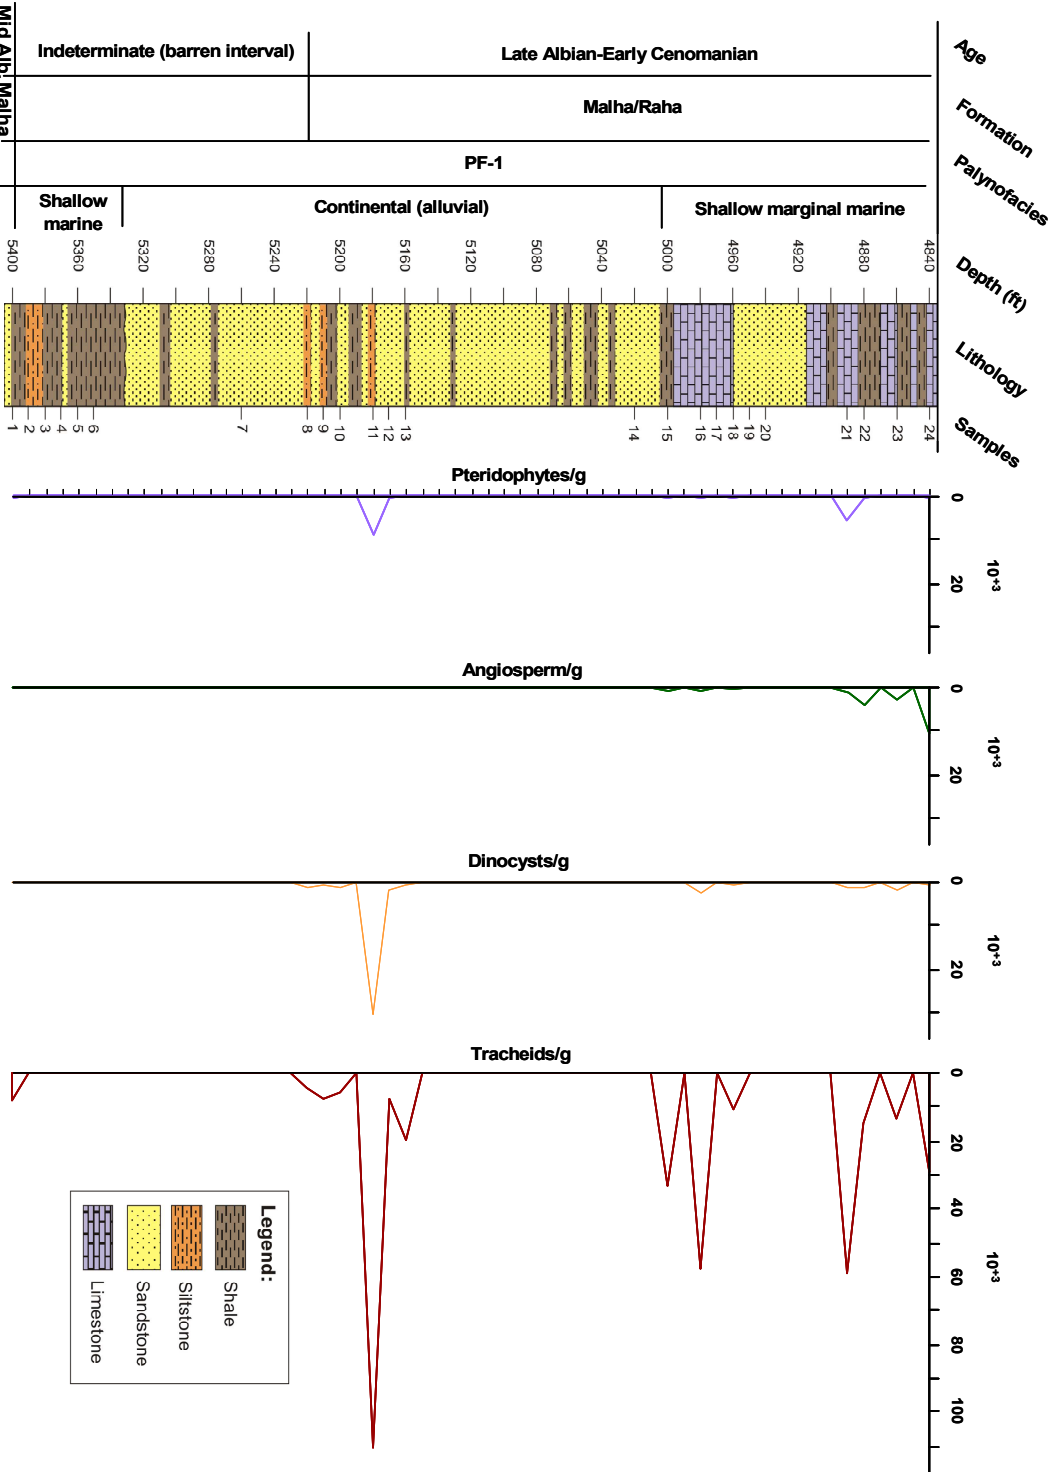 Age
Late Albian-Early Cenomanian
Indeterminate (barren interval)
Mid Alb.
Formation
Malha/Raha
Malha
Palynofacies
PF-1
Shallow marginal marine
Continental (alluvial)
Shallow
marine
Depth (ft)
5400 5360 5320 5280 5240 5200 5160 5120 5080 5040 5000 4960 4920 4880 4840
Lithology
Samples
1 2 3 4 5 6 7 8 9 10 11 12 13 14 15 16 17 18 19 20 21 22 23 24
Pteridophytes/g
0
20
10+3
Angiosperm/g
0
20
10+3
Dinocysts/g
0
20
10+3
Tracheids/g
0
20
40
60
80
100
10+3
Legend:
Shale
Siltstone
Sandstone
Limestone